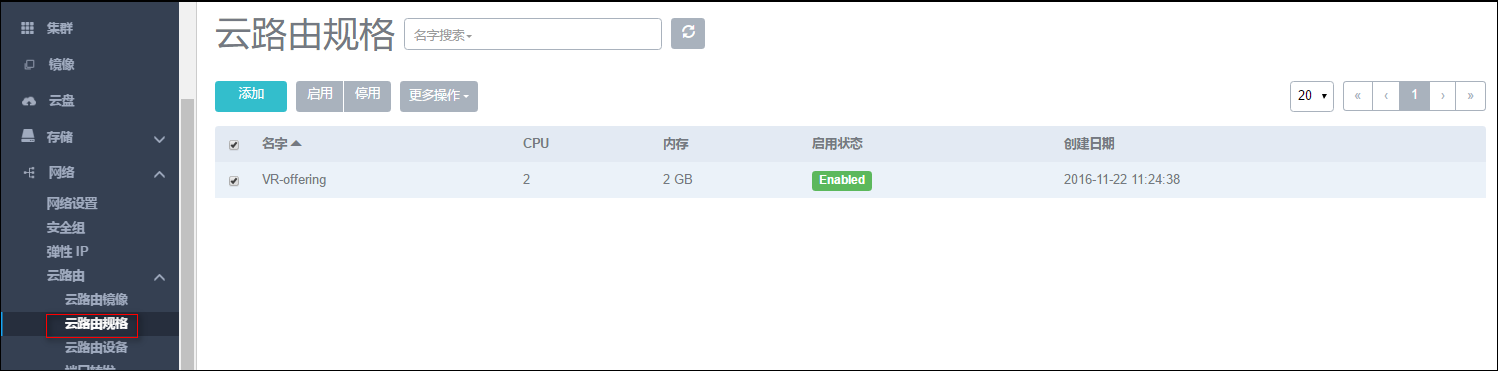 集群
镜像
云盘
存储
网络
网络设置
安全组
弹性 IP
云路由
云路由镜像
云路由规格
云路由设备
端口转发
云路由规格
名字搜索
添加
启用
停用
更多操作
20
« ‹ 1 › »
名字 CPU 内存 启用状态 创建日期
VR-offering 2 2 GB Enabled 2016-11-22 11:24:38